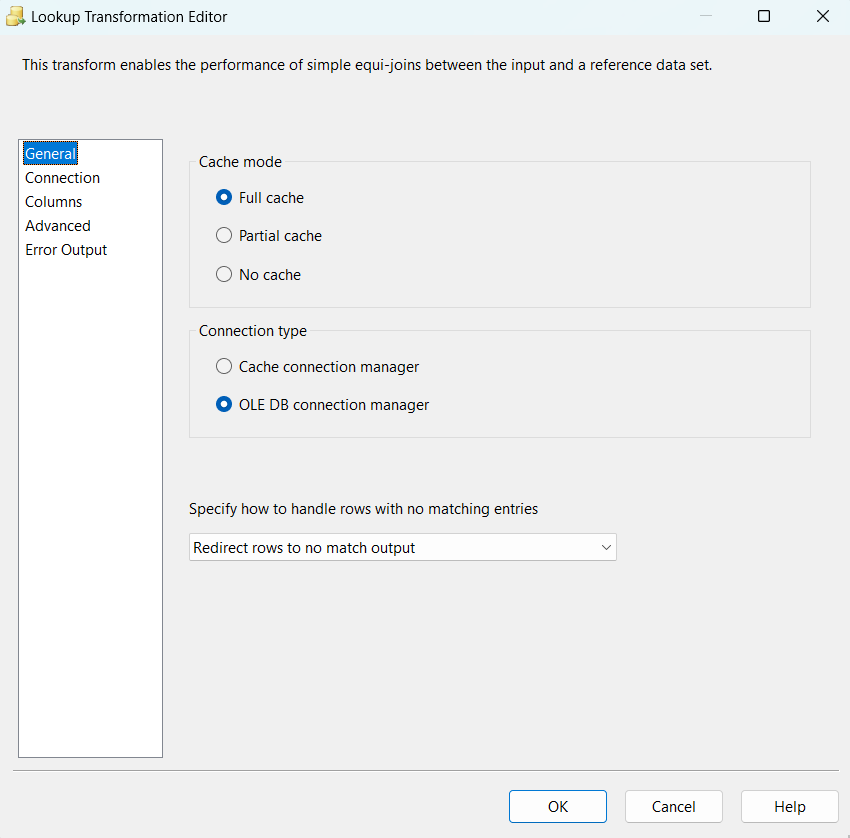 Lookup Transformation Editor
This transform enables the performance of simple equi-joins between the input and a reference data set.
General
Connection
Columns
Advanced
Error Output
Cache mode
Full cache
Partial cache
No cache
Connection type
Cache connection manager
OLE DB connection manager
Specify how to handle rows with no matching entries
Redirect rows to no match output
OK
Cancel
Help